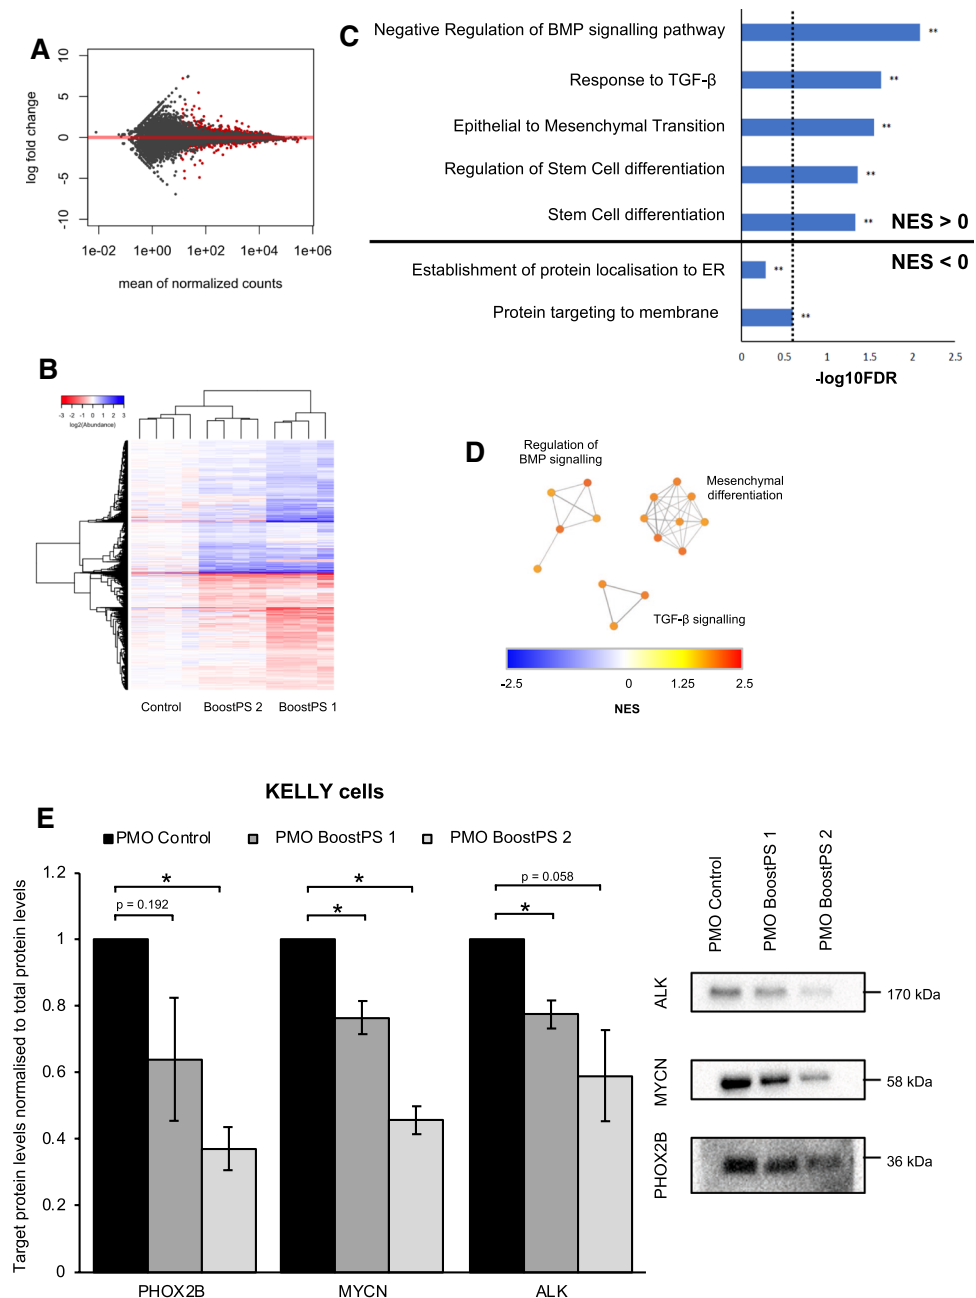 A
10
5
0
-5
-10
log fold change
1e-02 1e+00 1e+02 1e+04 1e+06
mean of normalized counts
C
Negative Regulation of BMP signalling pathway **
Response to TGF-β **
Epithelial to Mesenchymal Transition **
Regulation of Stem Cell differentiation **
Stem Cell differentiation ** NES > 0
NES < 0
Establishment of protein localisation to ER **
Protein targeting to membrane **
0 0.5 1 1.5 2 2.5
-log10FDR
B
-3 -2 -1 0 1 2 3
log2(Abundance)
Control BoostPS 2 BoostPS 1
D
Regulation of
BMP signalling
Mesenchymal
differentiation
TGF-β signalling
-2.5 0 1.25 2.5
NES
KELLY cells
E
PMO Control PMO BoostPS 1 PMO BoostPS 2
Target protein levels normalised to total protein levels
1.2
1
0.8
0.6
0.4
0.2
0
*
p = 0.192
*
*
p = 0.058
*
PHOX2B MYCN ALK
PMO Control
PMO BoostPS 1
PMO BoostPS 2
ALK
170 kDa
MYCN
58 kDa
PHOX2B
36 kDa